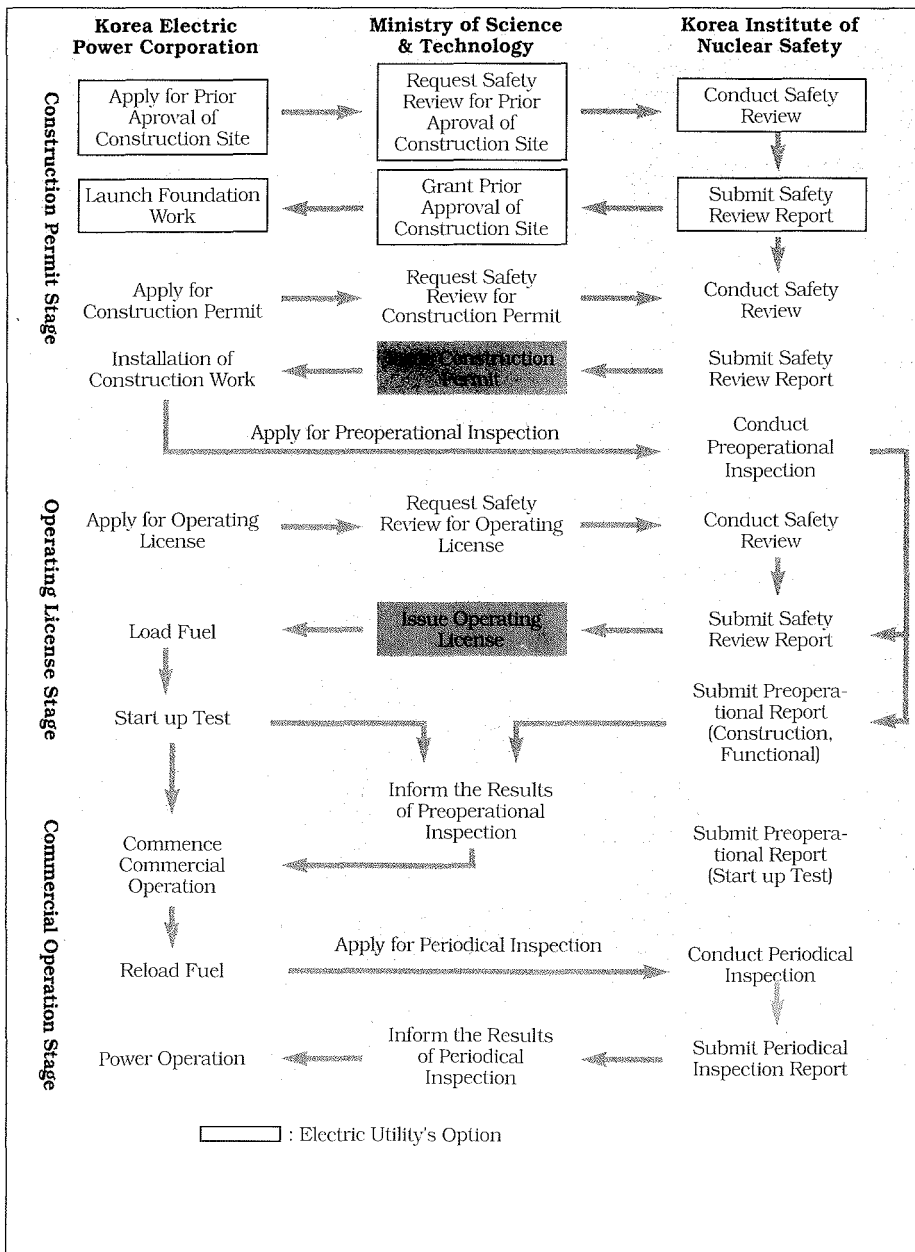 Korea Electric
Power Corporation
Ministry of Science
& Technology
Korea Institute of
Nuclear Safety
Construction Permit Stage
Apply for Prior
Aproval of
Construction Site
Request Safety
Review for Prior
Aproval of
Construction Site
Conduct Safety
Review
Launch Foundation
Work
Grant Prior
Approval of
Construction Site
Submit Safety
Review Report
Apply for
Construction Permit
Request Safety
Review for
Construction Permit
Conduct Safety
Review
Installation of
Construction Work
Construction
Permit
Submit Safety
Review Report
Apply for Preoperational Inspection
Conduct
Preoperational
Inspection
Operating License Stage
Apply for Operating
License
Request Safety
Review for Operating
License
Conduct Safety
Review
Load Fuel
Issue Operating
License
Submit Safety
Review Report
Start up Test
Submit Preopera-
tional Report
(Construction,
Functional)
Inform the Results
of Preoperational
Inspection
Commercial Operation Stage
Commence
Commercial
Operation
Submit Preopera-
tional Report
(Start up Test)
Reload Fuel
Apply for Periodical Inspection
Conduct Periodical
Inspection
Power Operation
Inform the Results
of Periodical
Inspection
Submit Periodical
Inspection Report
: Electric Utility's Option